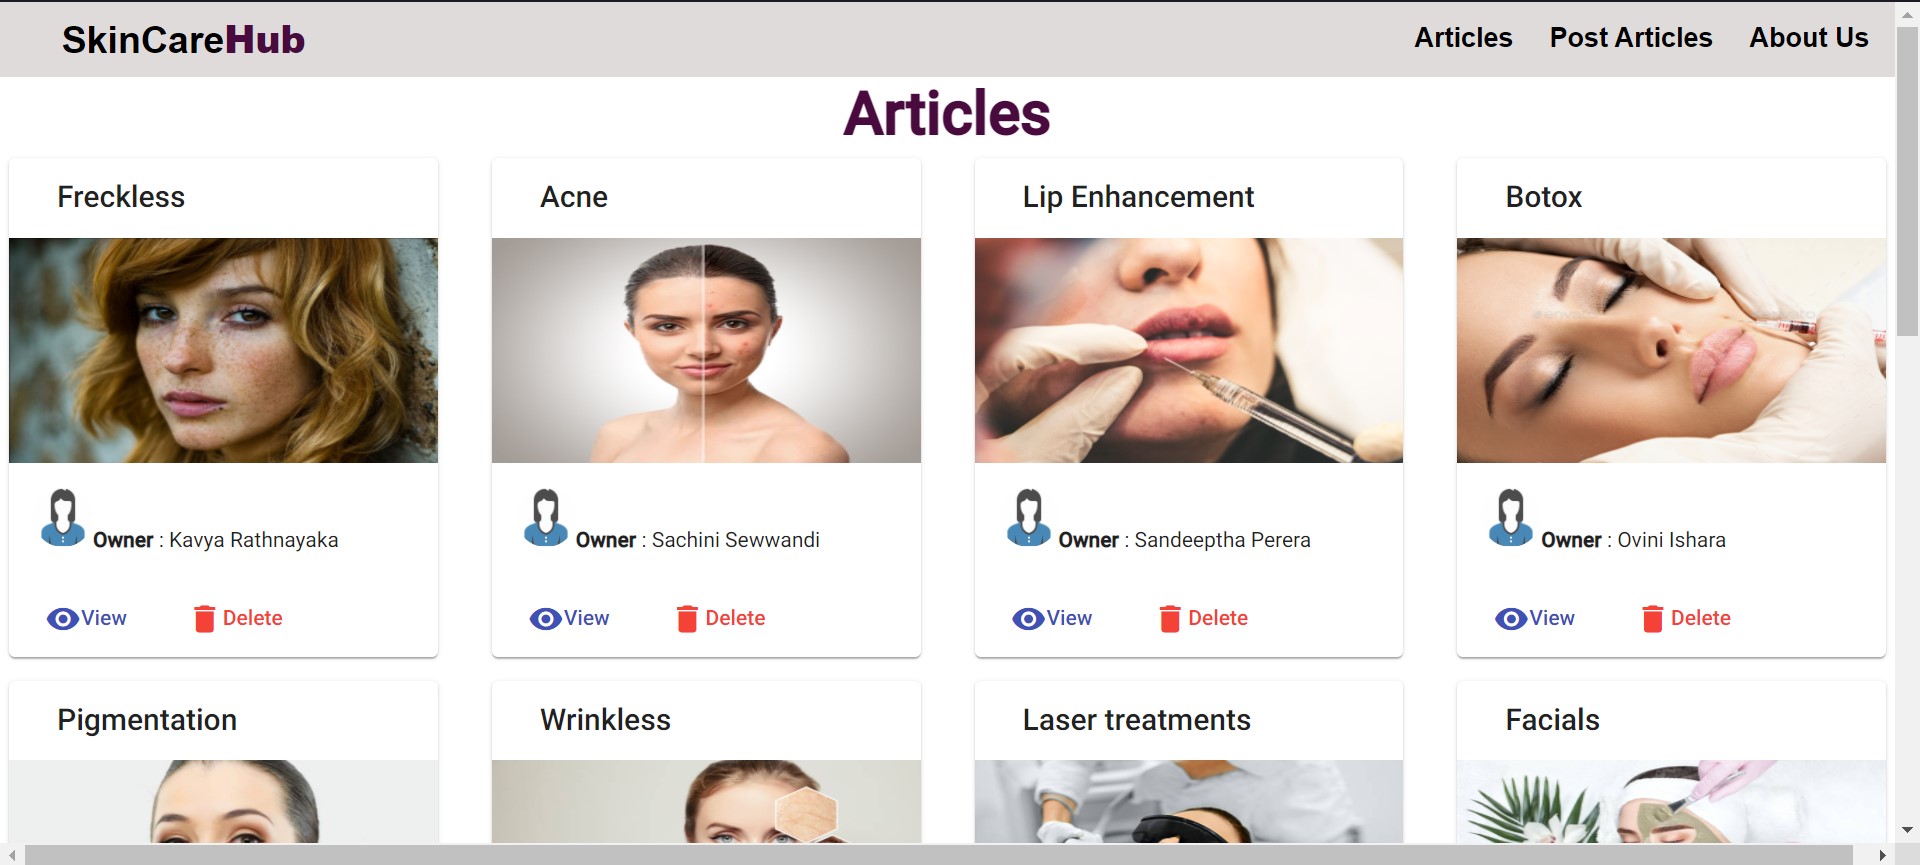 SkinCareHub
Articles Post Articles About Us
Articles
Freckless
Acne
Lip Enhancement
Botox
Owner : Kavya Rathnayaka
Owner : Sachini Sewwandi
Owner : Sandeeptha Perera
Owner : Ovini Ishara
View Delete
View Delete
View Delete
View Delete
Pigmentation
Wrinkless
Laser treatments
Facials